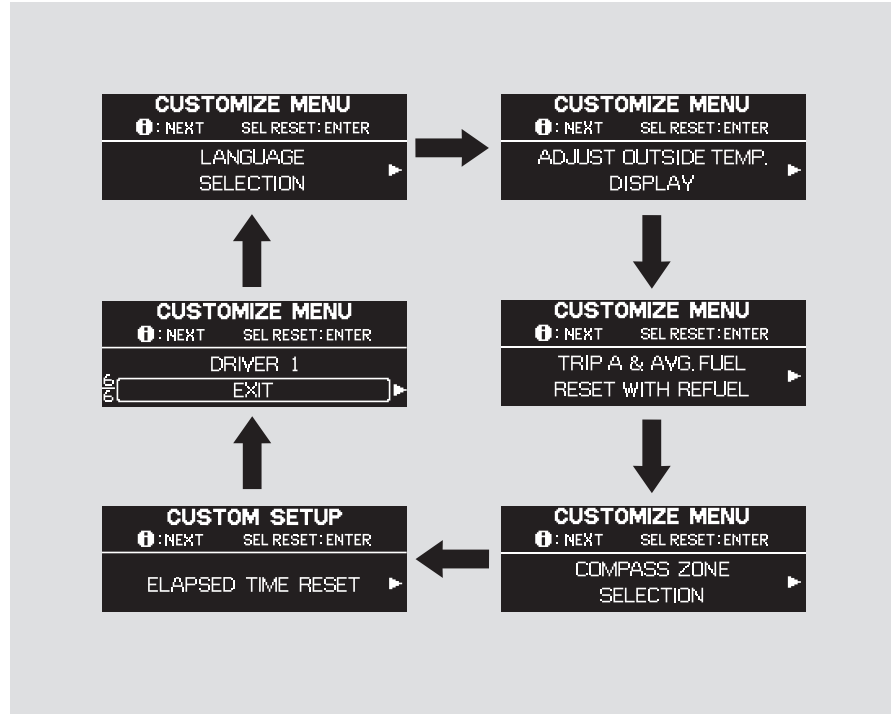 CUSTOMIZE MENU
i : NEXT SEL RESET: ENTER
LANGUAGE
SELECTION
CUSTOMIZE MENU
i : NEXT SEL RESET: ENTER
ADJUST OUTSIDE TEMP.
DISPLAY
CUSTOMIZE MENU
i : NEXT SEL RESET: ENTER
DRIVER 1
6/6 EXIT
CUSTOMIZE MENU
i : NEXT SEL RESET: ENTER
TRIP A & AVG. FUEL
RESET WITH REFUEL
CUSTOM SETUP
i : NEXT SEL RESET: ENTER
ELAPSED TIME RESET
CUSTOMIZE MENU
i : NEXT SEL RESET: ENTER
COMPASS ZONE
SELECTION